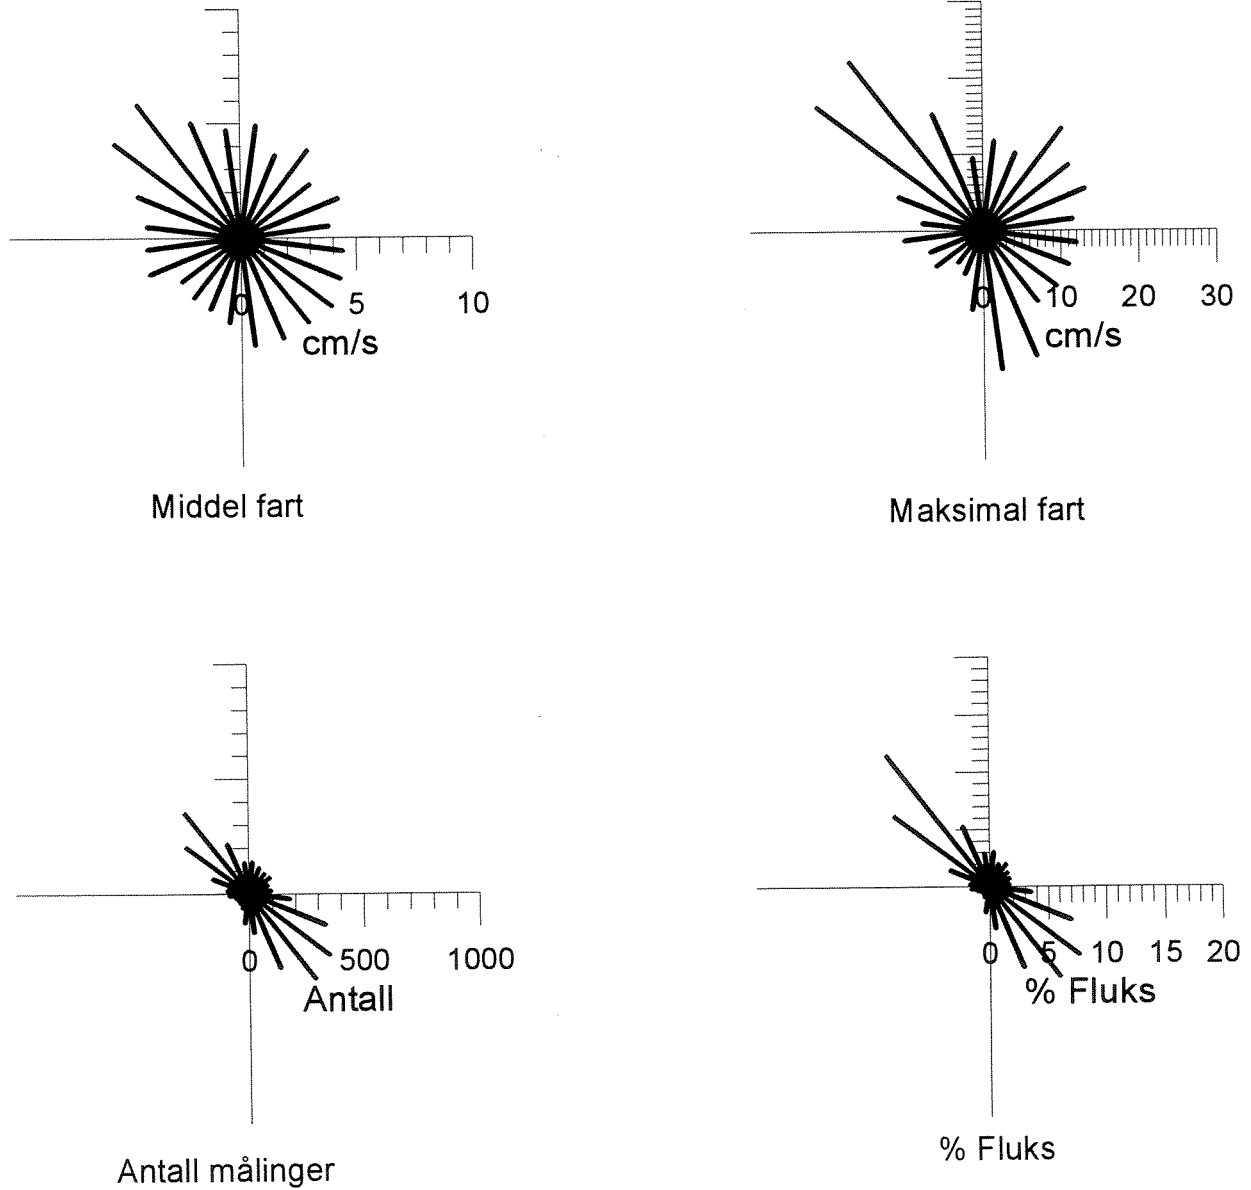 0 5 10
cm/s
Middel fart
0 10 20 30
cm/s
Maksimal fart
0 500 1000
Antall
Antall målinger
0 5 10 15 20
% Fluks
% Fluks